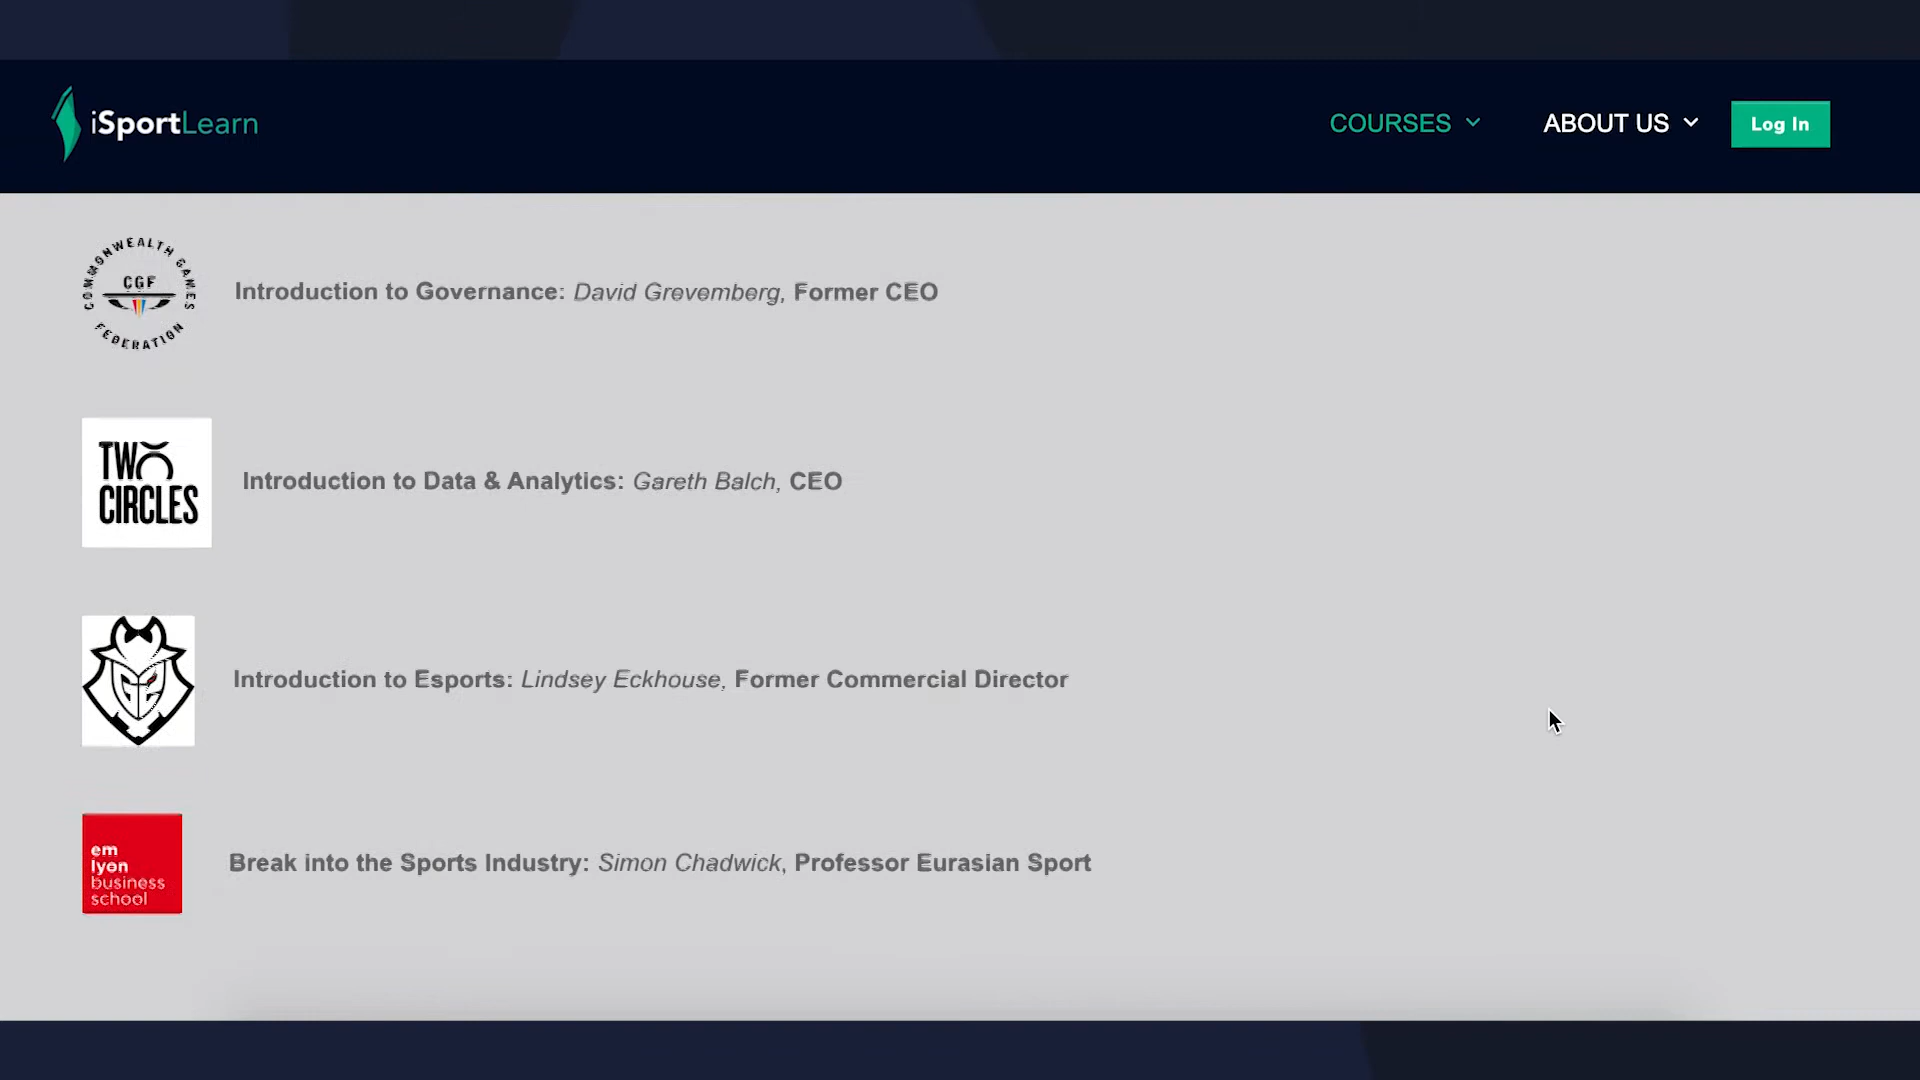 iSportLearn
COURSES
ABOUT US
Log In
COMMONWEALTH GAMES
CGF
FEDERATION
Introduction to Governance: David Grevemberg, Former CEO
TWO
CIRCLES
Introduction to Data & Analytics: Gareth Balch, CEO
Introduction to Esports: Lindsey Eckhouse, Former Commercial Director
em
lyon
business
school
Break into the Sports Industry: Simon Chadwick, Professor Eurasian Sport